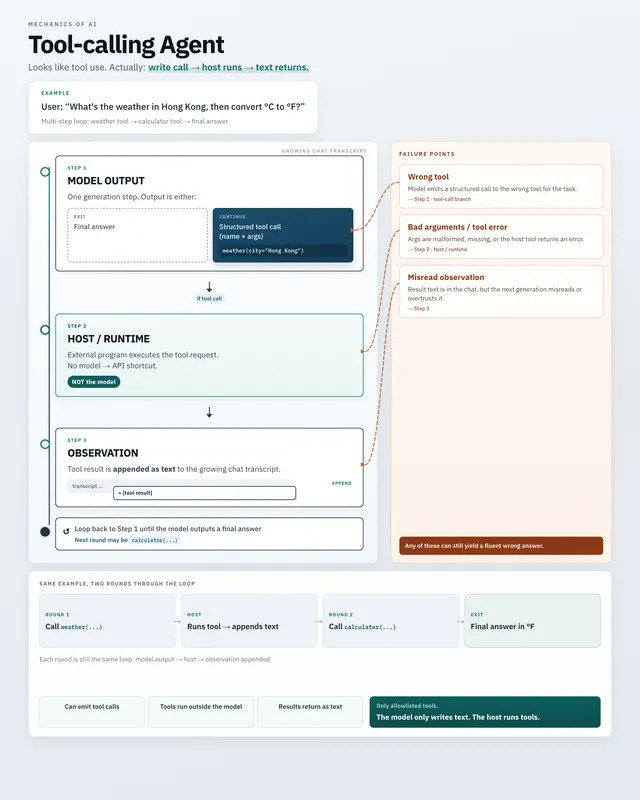 MECHANICS OF AI
Tool-calling Agent
Looks like tool use. Actually: write call → host runs → text returns.
EXAMPLE
User: “What's the weather in Hong Kong, then convert °C to °F?”
Multi-step loop: weather tool → calculator tool → final answer
GROWING CHAT TRANSCRIPT
STEP 1
MODEL OUTPUT
One generation step. Output is either:
EXIT
Final answer
CONTINUE
Structured tool call
(name + args)
weather(city="Hong Kong")
if tool call
STEP 2
HOST / RUNTIME
External program executes the tool request.
No model → API shortcut.
NOT the model
STEP 3
OBSERVATION
Tool result is appended as text to the growing chat transcript.
transcript ...
+ [tool result]
APPEND
↺ Loop back to Step 1 until the model outputs a final answer
Next round may be calculator(...)
FAILURE POINTS
Wrong tool
Model emits a structured call to the wrong tool for the task.
→ Step 1 · tool-call branch
Bad arguments / tool error
Args are malformed, missing, or the host tool returns an error.
→ Step 2 · host / runtime
Misread observation
Result text is in the chat, but the next generation misreads or
overtrusts it.
→ Step 3
Any of these can still yield a fluent wrong answer.
SAME EXAMPLE, TWO ROUNDS THROUGH THE LOOP
ROUND 1
Call weather(...)
→
HOST
Runs tool → appends text
→
ROUND 2
Call calculator(...)
→
EXIT
Final answer in °F
Each round is still the same loop: model output → host → observation appended.
Can emit tool calls
Tools run outside the model
Results return as text
Only allowlisted tools.
The model only writes text. The host runs tools.